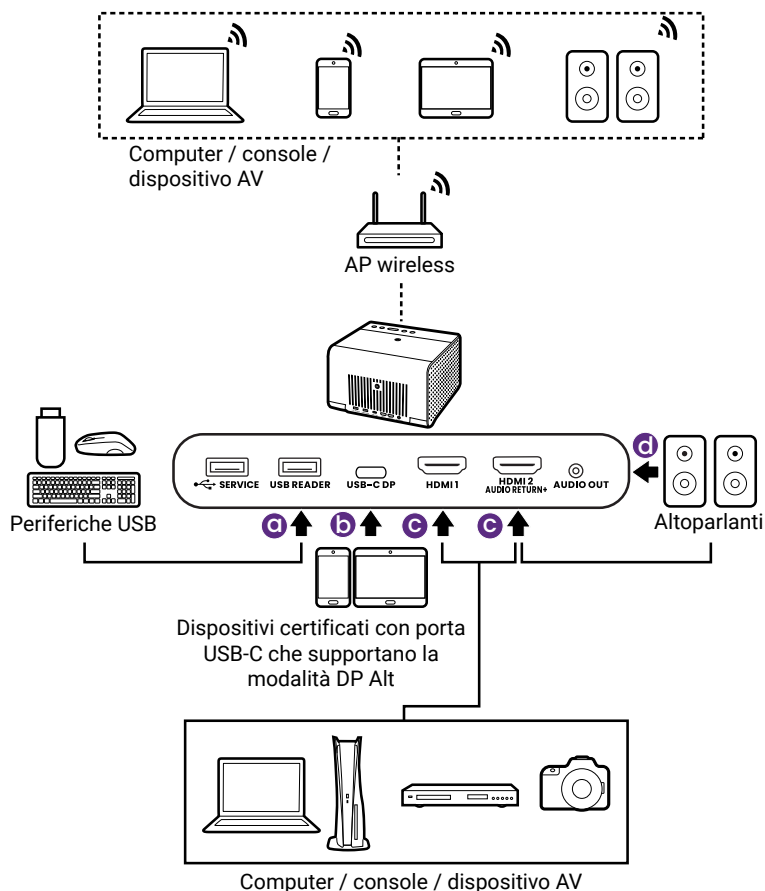 Computer / console /
dispositivo AV
AP wireless
SERVICE
USB READER
USB-C DP
HDMI 1
HDMI 2
AUDIO RETURN+
AUDIO OUT
d
Periferiche USB
a
b
c
c
Altoparlanti
Dispositivi certificati con porta
USB-C che supportano la
modalità DP Alt
Computer / console / dispositivo AV